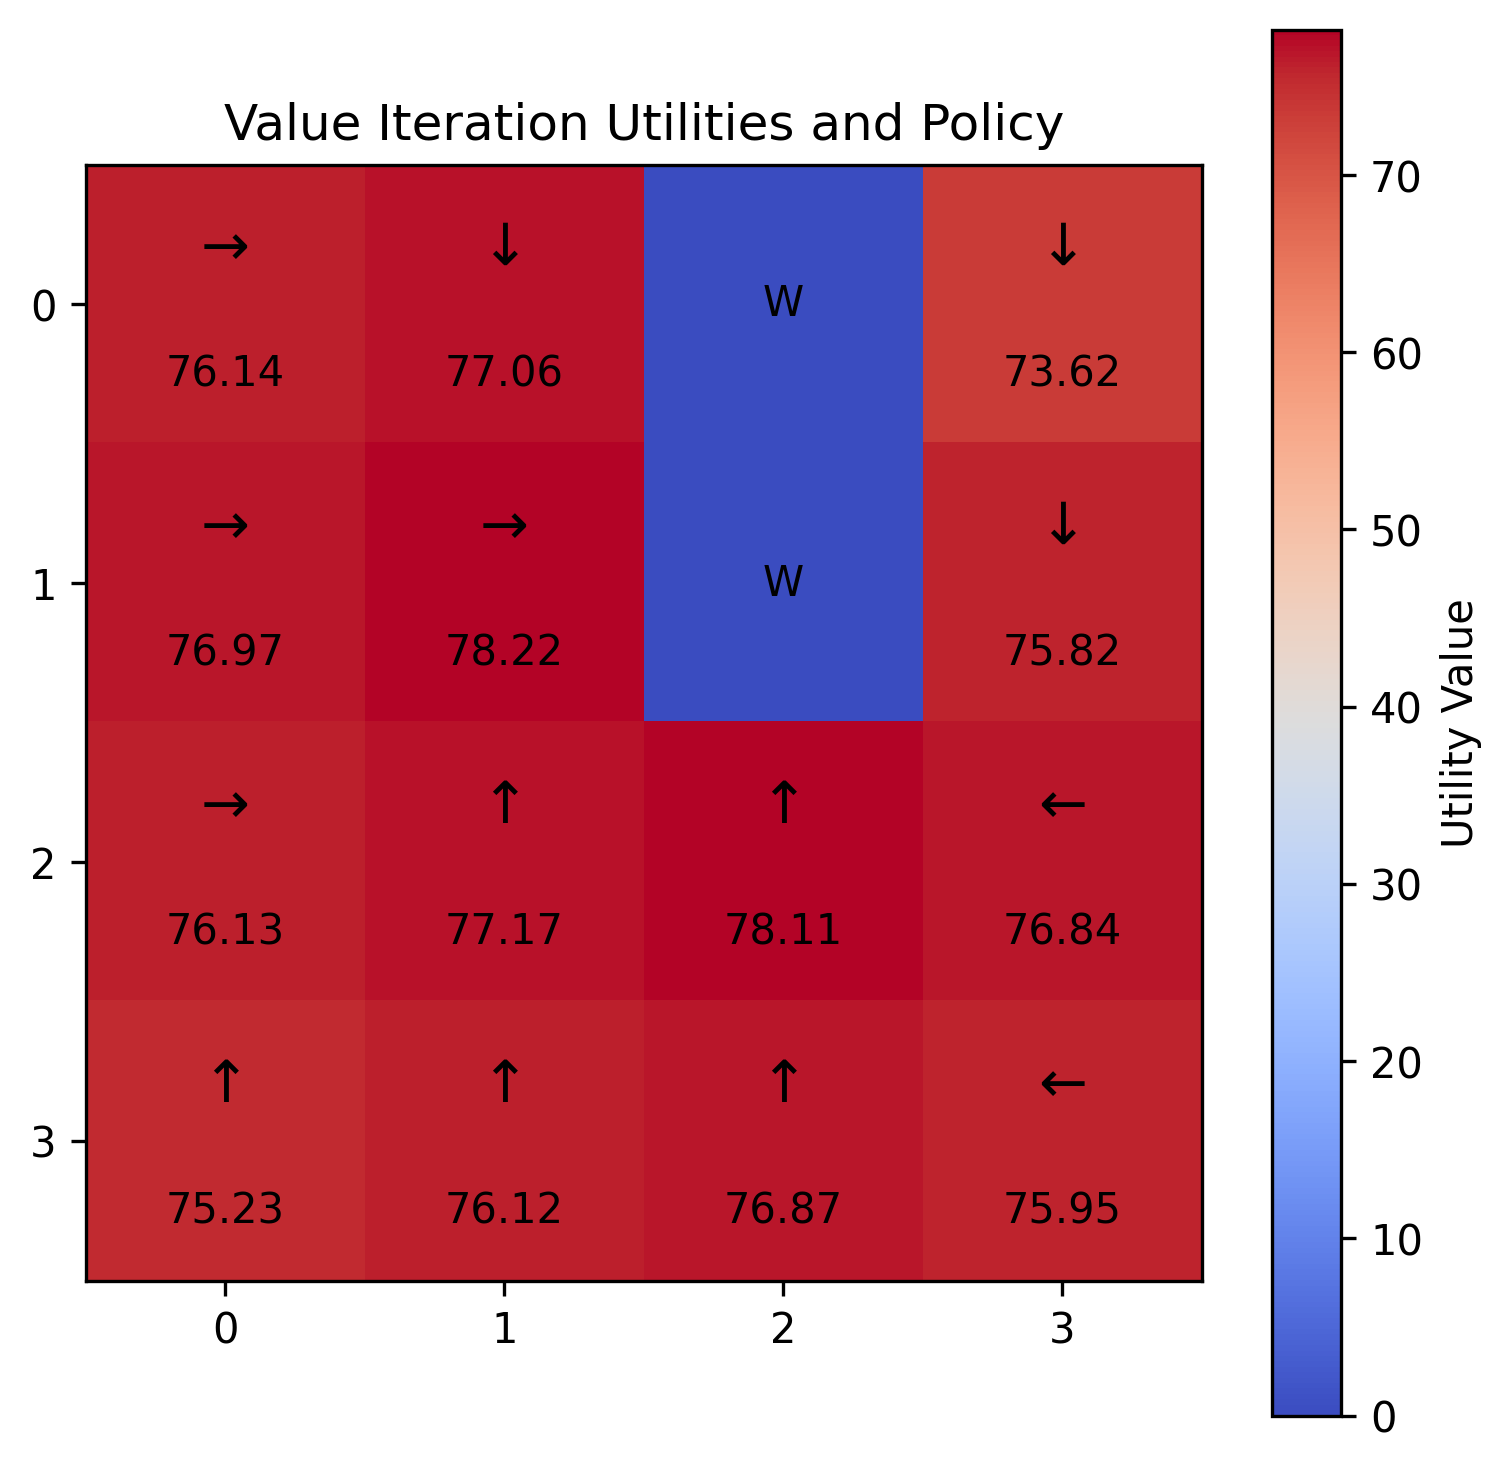 Value Iteration Utilities and Policy
0 → ↓ W ↓
76.14 77.06 73.62
1 → → W ↓
76.97 78.22 75.82
2 → ↑ ↑ ←
76.13 77.17 78.11 76.84
3 ↑ ↑ ↑ ←
75.23 76.12 76.87 75.95
0 1 2 3
70
60
50
40
30
20
10
0
Utility Value